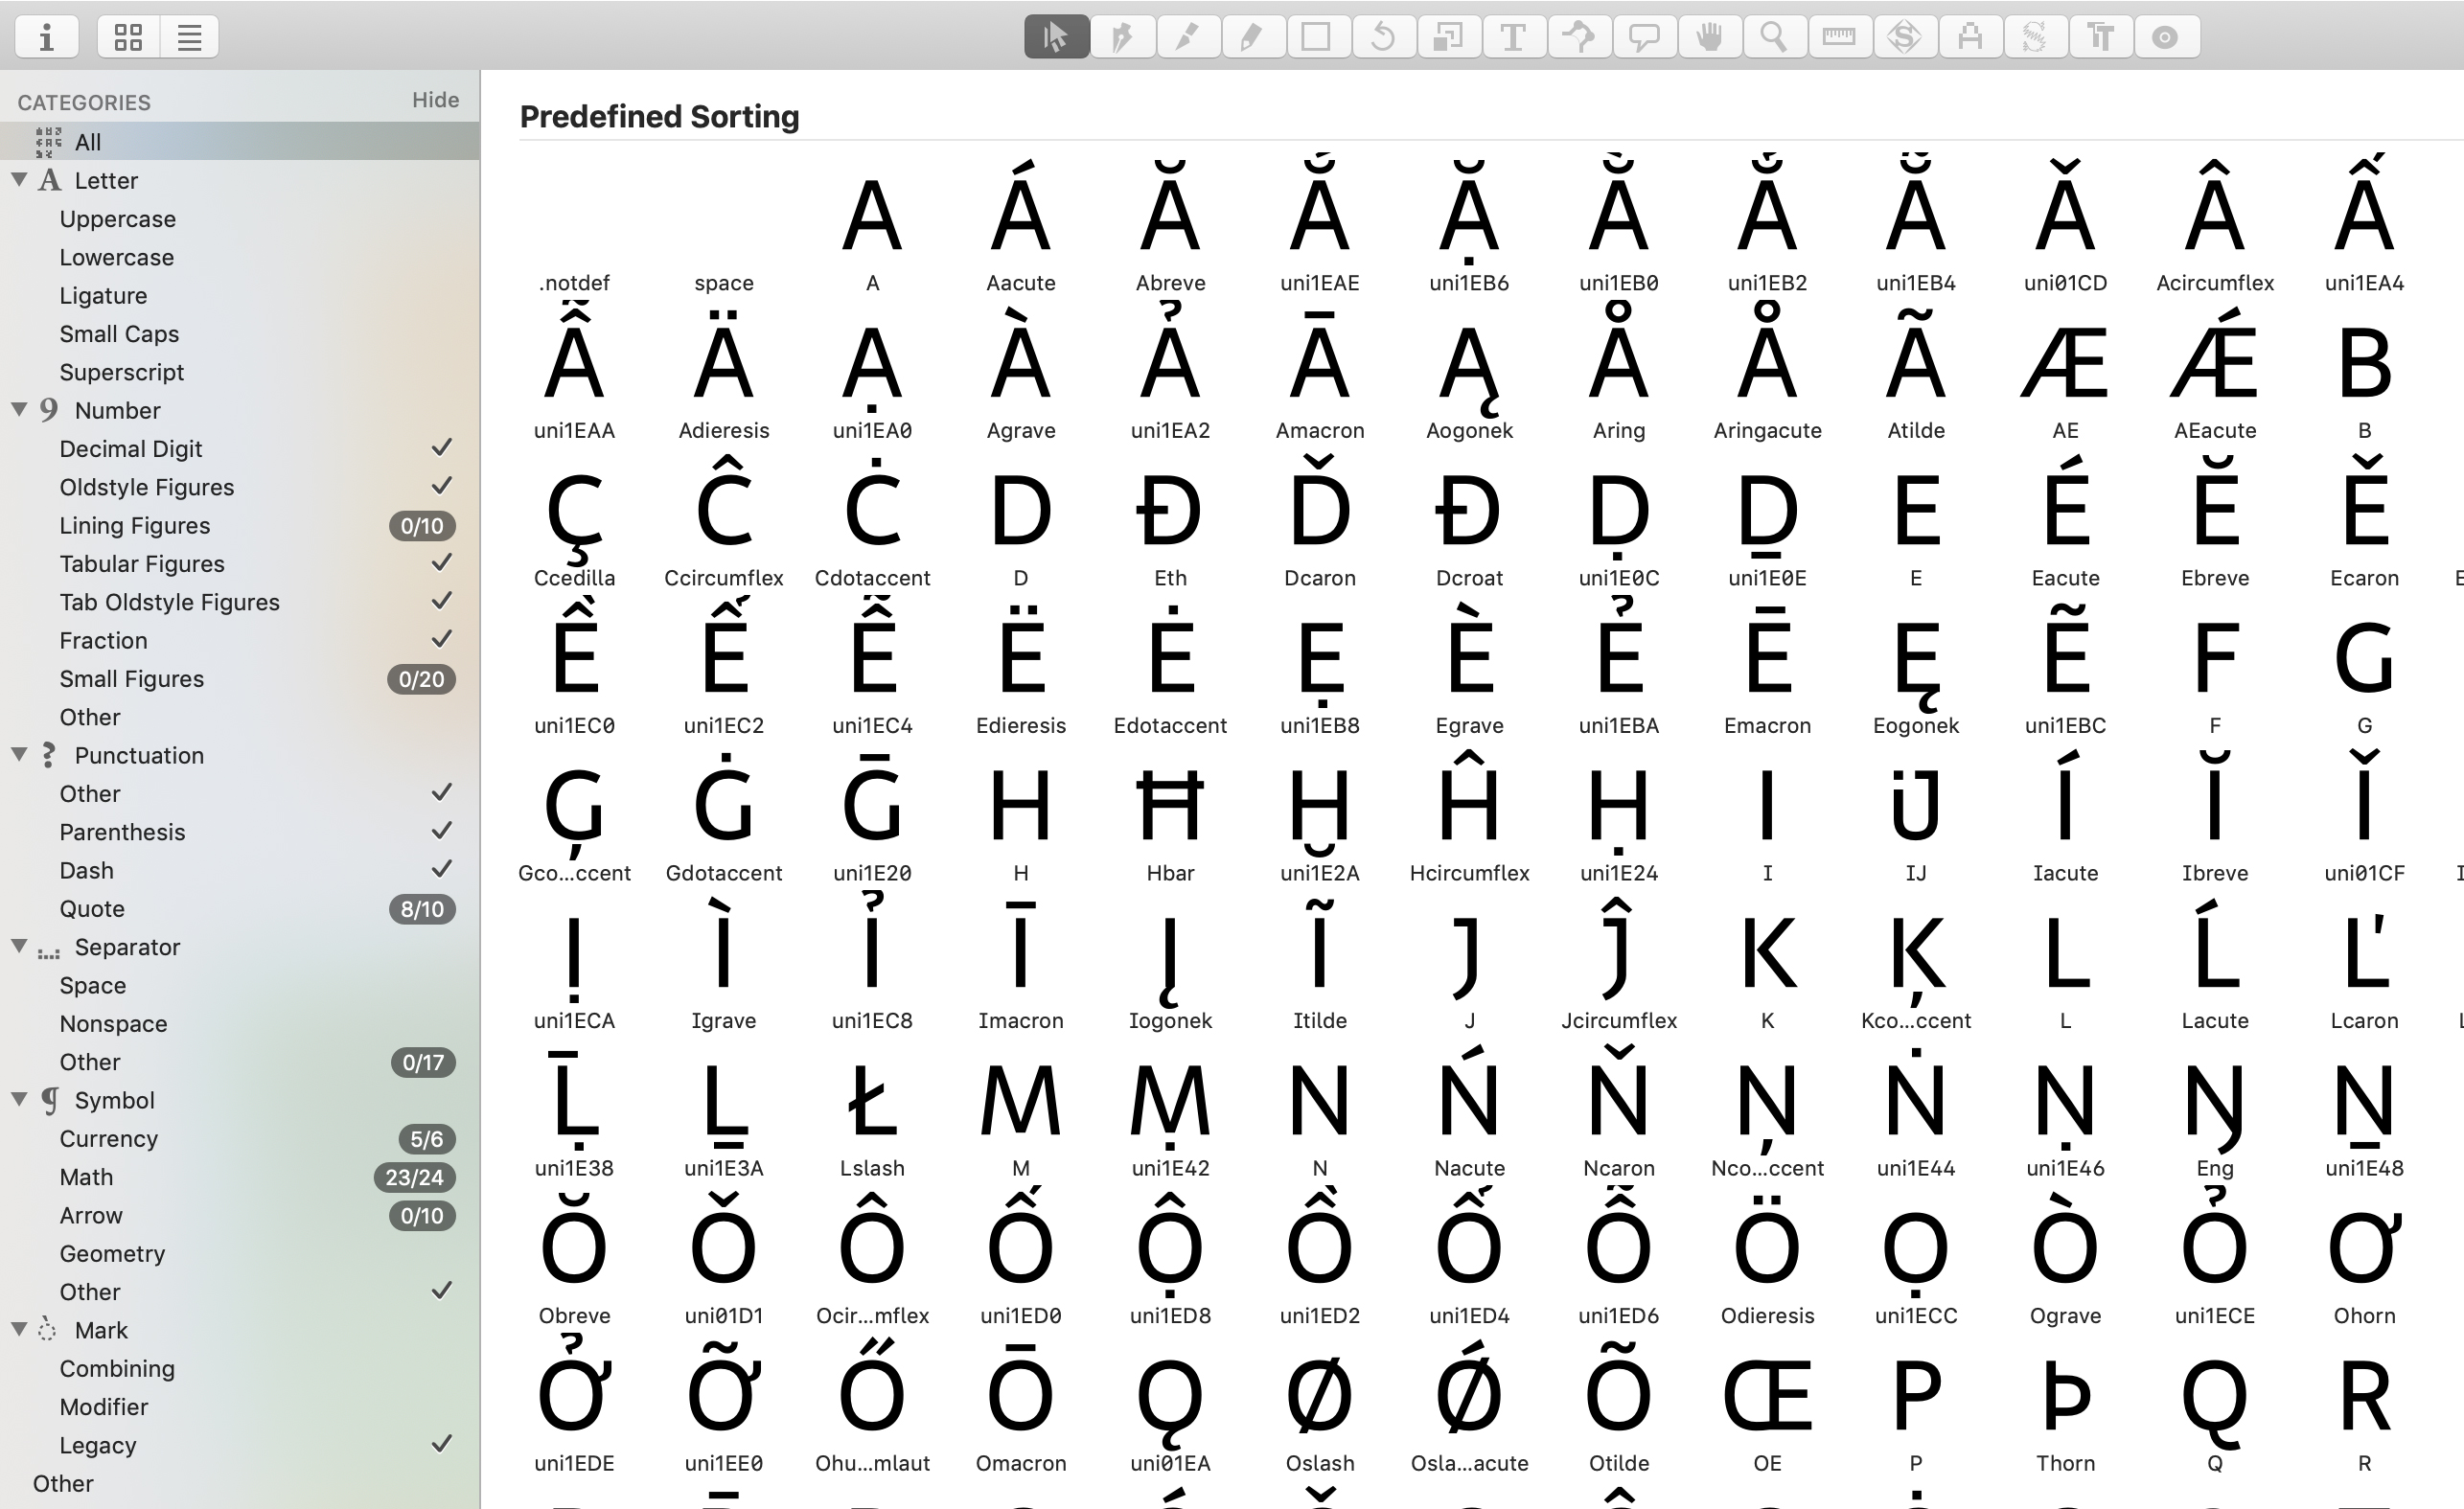 CATEGORIES Hide
All
Letter
Uppercase
Lowercase
Ligature
Small Caps
Superscript
Number
Decimal Digit
Oldstyle Figures
Lining Figures 0/10
Tabular Figures
Tab Oldstyle Figures
Fraction
Small Figures 0/20
Other
Punctuation
Other
Parenthesis
Dash
Quote 8/10
Separator
Space
Nonspace
Other 0/17
Symbol
Currency 5/6
Math 23/24
Arrow 0/10
Geometry
Other
Mark
Combining
Modifier
Legacy
Other
Predefined Sorting
A Á Ă Ắ Ặ Ằ Ẳ Ẵ Ǎ Â Ấ
.notdef space A Aacute Abreve uni1EAE uni1EB6 uni1EB0 uni1EB2 uni1EB4 uni01CD Acircumflex uni1EA4
Ẫ Ä Ạ À Ả Ā Ą Å Ǻ Ã Æ Ǽ B
uni1EAA Adieresis uni1EA0 Agrave uni1EA2 Amacron Aogonek Aring Aringacute Atilde AE AEacute B
Ç Ĉ Ċ D Ð Ď Đ Ḍ Ḏ E É Ĕ Ě
Ccedilla Ccircumflex Cdotaccent D Eth Dcaron Dcroat uni1E0C uni1E0E E Eacute Ebreve Ecaron
Ề Ể Ễ Ë Ė Ẹ È Ẻ Ē Ę Ẽ F G
uni1EC0 uni1EC2 uni1EC4 Edieresis Edotaccent uni1EB8 Egrave uni1EBA Emacron Eogonek uni1EBC F G
Ģ Ġ Ḡ H Ħ Ḫ Ĥ Ḥ I IJ Í Ĭ Ǐ
Gco...ccent Gdotaccent uni1E20 H Hbar uni1E2A Hcircumflex uni1E24 I IJ Iacute Ibreve uni01CF
Ị Ì Ỉ Ī Į Ĩ J Ĵ K Ķ L Ĺ Ľ
uni1ECA Igrave uni1EC8 Imacron Iogonek Itilde J Jcircumflex K Kco...ccent L Lacute Lcaron
Ḹ Ḻ Ł M Ṃ N Ń Ň Ņ Ṅ Ṇ Ŋ Ṉ
uni1E38 uni1E3A Lslash M uni1E42 N Nacute Ncaron Nco...ccent uni1E44 uni1E46 Eng uni1E48
Ŏ Ǒ Ô Ố Ộ Ồ Ổ Ỗ Ö Ọ Ò Ỏ Ơ
Obreve uni01D1 Ocir...mflex uni1ED0 uni1ED8 uni1ED2 uni1ED4 uni1ED6 Odieresis uni1ECC Ograve uni1ECE Ohorn
Ở Ỡ Ő Ō Ǫ Ø Ǿ Õ Œ P Þ Q R
uni1EDE uni1EE0 Ohu...mlaut Omacron uni01EA Oslash Osla...acute Otilde OE P Thorn Q R